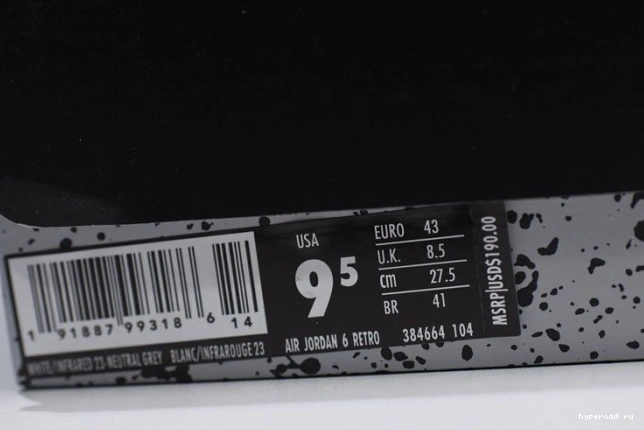 USA
9⁵
EURO 43
U.K. 8.5
cm 27.5
BR 41
MSRP|USD$190.00
1 91887 99318 6 14
AIR JORDAN 6 RETRO 384664 104
WHITE/INFRARED 23-NEUTRAL GREY BLANC/INFRAROUGE 23
hyperoad ru